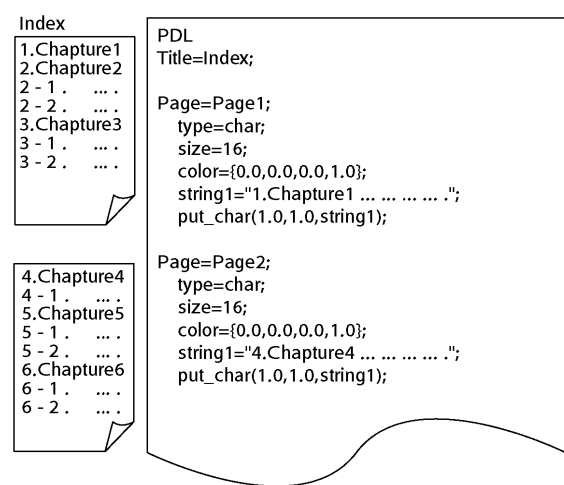 Index
1.Chapture1
2.Chapture2
2 - 1 . ... .
2 - 2 . ... .
3.Chapture3
3 - 1 . ... .
3 - 2 . ... .
4.Chapture4
4 - 1 . ... .
5.Chapture5
5 - 1 . ... .
5 - 2 . ... .
6.Chapture6
6 - 1 . ... .
6 - 2 . ... .
PDL
Title=Index;
Page=Page1;
type=char;
size=16;
color={0.0,0.0,0.0,1.0};
string1="1.Chapture1 ... ... ... ... .";
put_char(1.0,1.0,string1);
Page=Page2;
type=char;
size=16;
color={0.0,0.0,0.0,1.0};
string1="4.Chapture4 ... ... ... ... .";
put_char(1.0,1.0,string1);